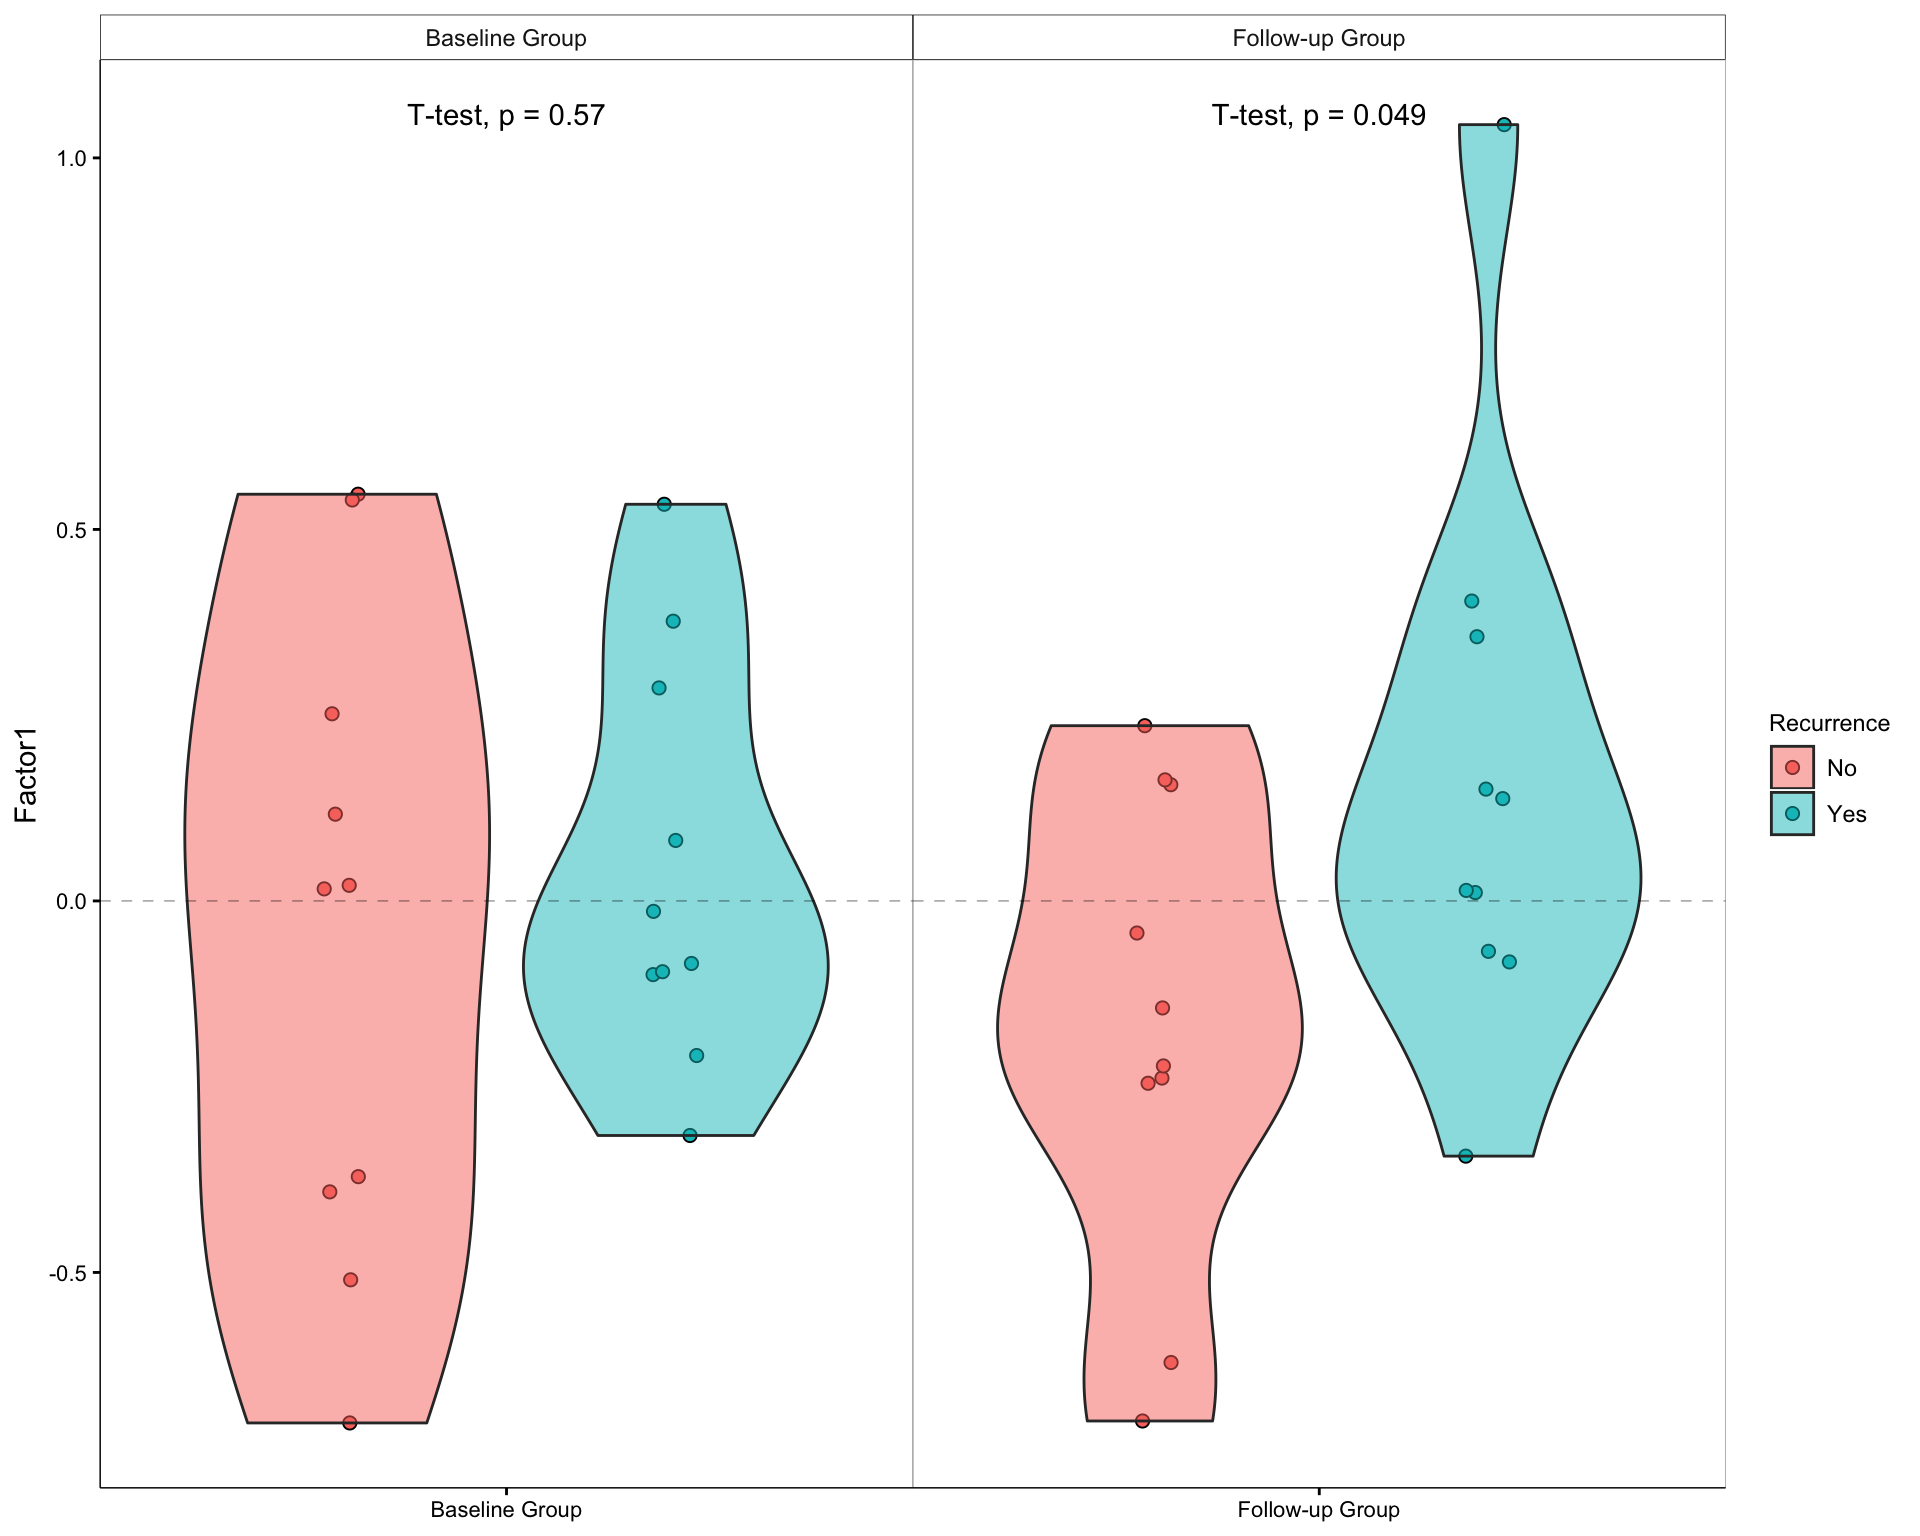 Baseline Group
Follow-up Group
T-test, p = 0.57
T-test, p = 0.049
1.0
0.5
0.0
-0.5
Factor1
Baseline Group
Follow-up Group
Recurrence
No
Yes